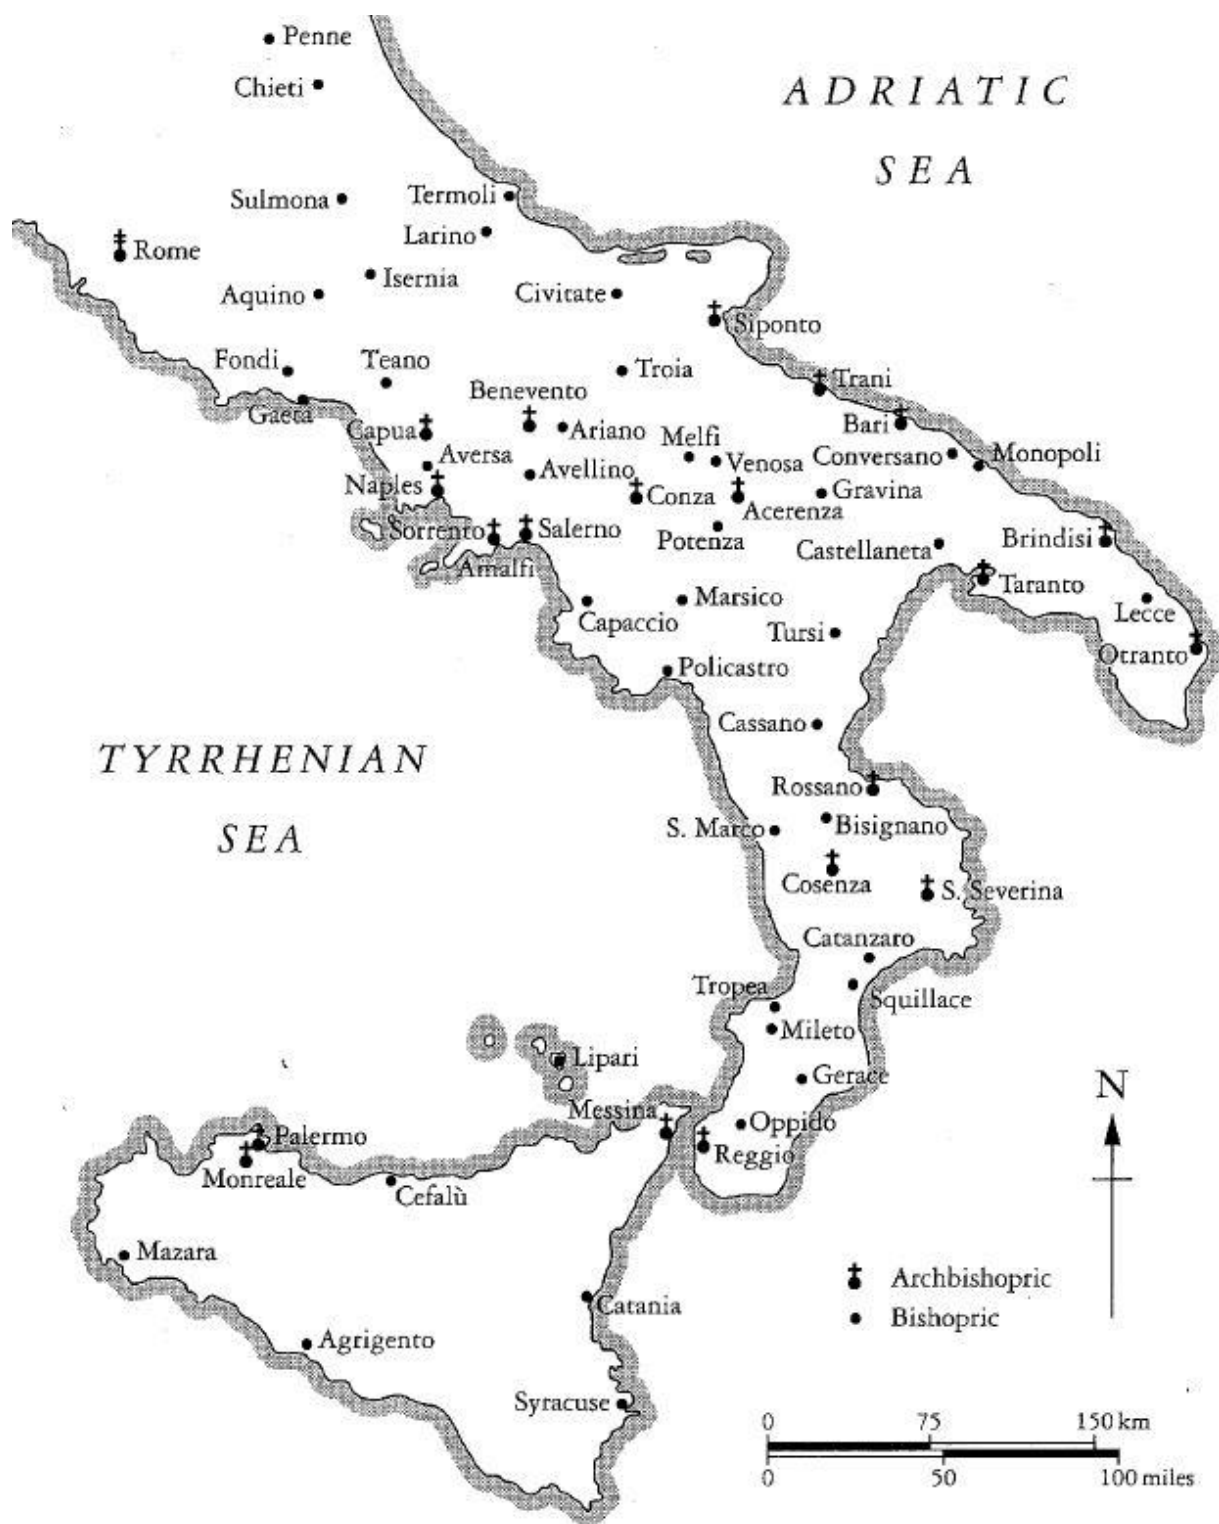 Penne
Chieti
ADRIATIC
SEA
Sulmona
Termoli
Larino
Rome
Isernia
Aquino
Civitate
Siponto
Fondi
Teano
Troia
Trani
Benevento
Gaeta
Capua
Ariano
Bari
Melfi
Aversa
Avellino
Venosa
Conversano
Monopoli
Naples
Conza
Acerenza
Gravina
Sorrento
Salerno
Potenza
Castellaneta
Brindisi
Amalfi
Taranto
Capaccio
Marsico
Lecce
Tursi
Otranto
Policastro
Cassano
TYRRHENIAN
SEA
Rossano
S. Marco
Bisignano
Cosenza
S. Severina
Catanzaro
Tropea
Squillace
Mileto
Lipari
Gerace
N
Messina
Oppido
Palermo
Reggio
Monreale
Cefalù
Mazara
Archbishopric
Catania
Bishopric
Agrigento
Syracuse
0 75 150 km
0 50 100 miles